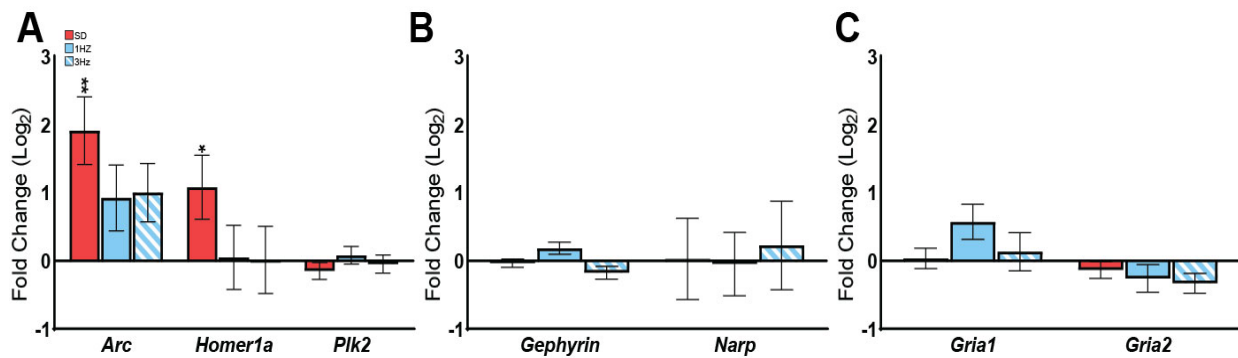 A
SD
1HZ
3Hz
Fold Change (Log2)
3
2
1
0
-1
**
*
Arc Homer1a Plk2
B
Fold Change (Log2)
3
2
1
0
-1
Gephyrin Narp
C
Fold Change (Log2)
3
2
1
0
-1
Gria1 Gria2